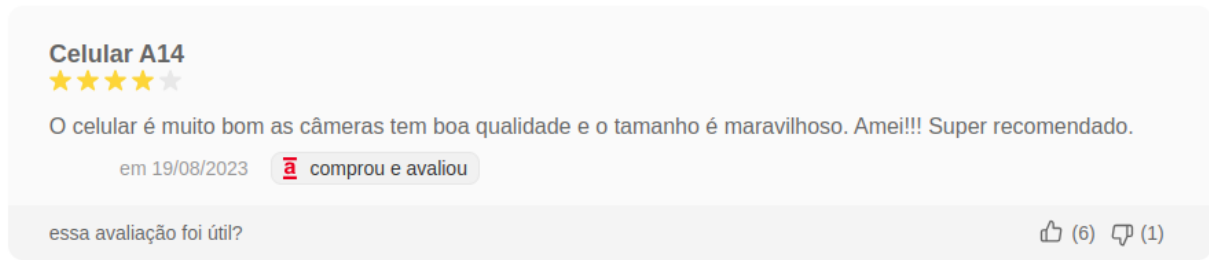 Celular A14
O celular é muito bom as câmeras tem boa qualidade e o tamanho é maravilhoso. Amei!!! Super recomendado.
em 19/08/2023 a comprou e avaliou
essa avaliação foi útil? (6) (1)